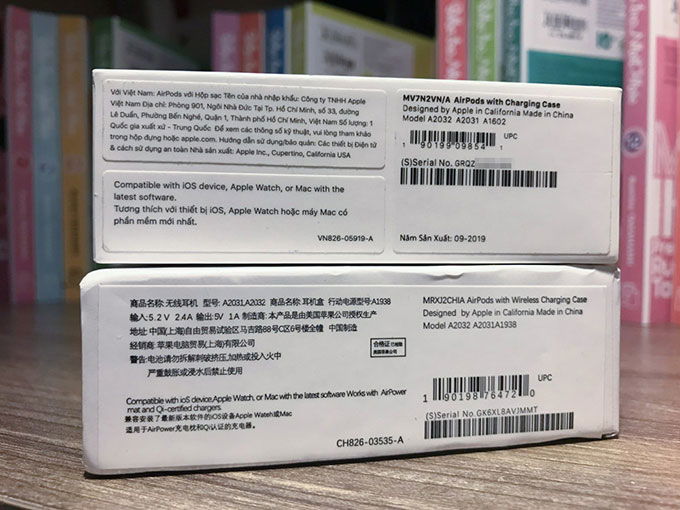 Với Việt Nam: AirPods với Hộp sạc Tên của nhà nhập khẩu: Công ty TNHH Apple
Việt Nam Địa chỉ: Phòng 901, Ngôi Nhà Đức Tại Tp. Hồ Chí Minh, số 33, đường
Lê Duẩn, Phường Bến Nghé, Quận 1, Thành phố Hồ Chí Minh, Việt Nam Số lượng: 1
Quốc gia xuất xứ - Trung Quốc Để xem các thông số kỹ thuật, vui lòng tham khảo
trong hộp đựng hoặc apple.com. Hướng dẫn sử dụng/bảo quản: Các thiết bị Điện tử
& cách sử dụng an toàn Nhà sản xuất: Apple Inc., Cupertino, California USA
Compatible with iOS device, Apple Watch, or Mac with the
latest software.
Tương thích với thiết bị iOS, Apple Watch hoặc máy Mac có
phần mềm mới nhất.
VN826-05919-A
MV7N2VN/A AirPods with Charging Case
Designed by Apple in California Made in China
Model A2032 A2031 A1602
UPC
1 90199 09854 1
(S)Serial No. GRQZ
Năm Sản Xuất: 09-2019
商品名称:无线耳机 型号: A2031,A2032 商品名称:耳机盒 行动电源型号:A1938
输入:5.2V 2.4A 输出:5V 1A 制造商:本产品是由美国苹果公司授权生产
地址:中国(上海)自由贸易试验区马吉路88号C区6号楼全幢 中国制造
经销商:苹果电脑贸易(上海)有限公司
警告:电池请勿拆解刺破挤压,加热或投入火中
严重鼓胀或浸水后禁止使用
合格证 已检验
美国苹果公司
Compatible with iOS device,Apple Watch, or Mac with the latest software Works with AirPower
mat and Qi-certified chargers.
兼容安装了最新版本软件的iOS设备Apple Wateh或Mac
适用于AirPower充电枕和Qi认证的充电器。
CH826-03535-A
MRXJ2CHIA AirPods with Wireless Charging Case
Designed by Apple in California Made in China
Model A2032 A2031A1938
UPC
1 90198 76472 0
(S)Serial No.GK6XL8AVJMMT